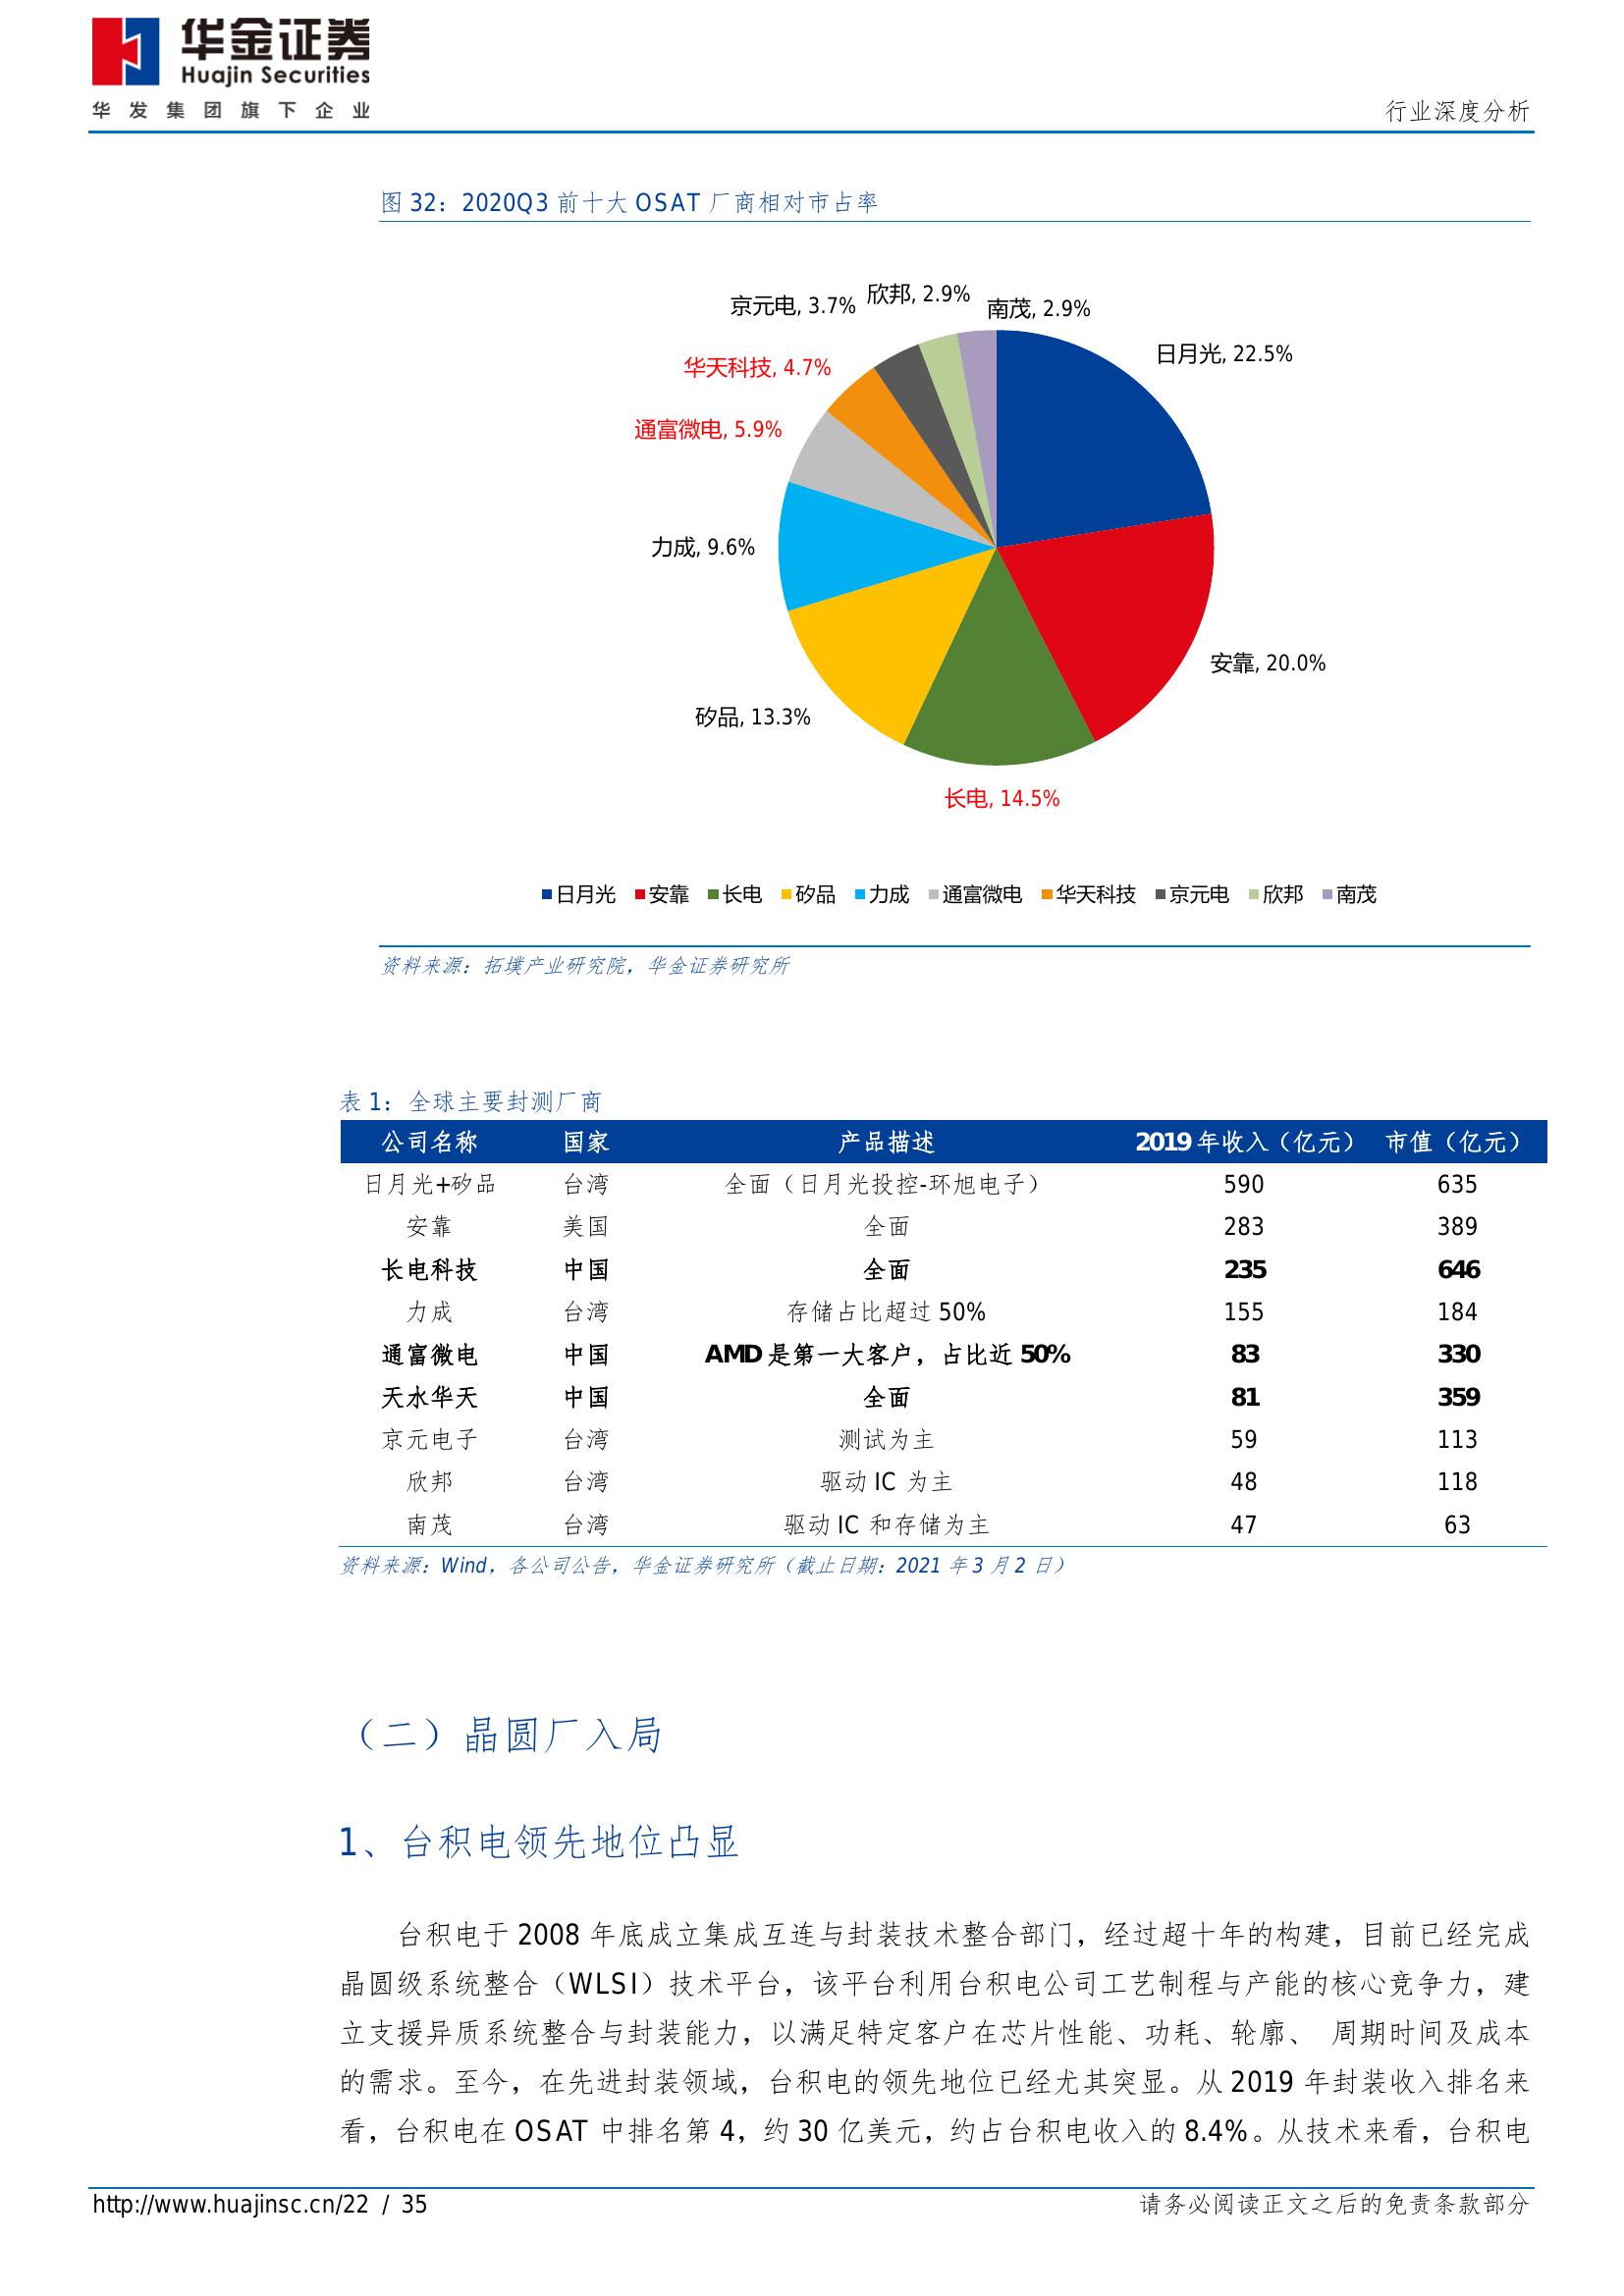 华金证券
Huajin Securities
华发集团旗下企业
行业深度分析
图 32：2020Q3 前十大 OSAT 厂商相对市占率
京元电, 3.7%
欣邦, 2.9%
南茂, 2.9%
日月光, 22.5%
华天科技, 4.7%
通富微电, 5.9%
力成, 9.6%
安靠, 20.0%
矽品, 13.3%
长电, 14.5%
日月光 安靠 长电 矽品 力成 通富微电 华天科技 京元电 欣邦 南茂
资料来源：拓墣产业研究院，华金证券研究所
表 1：全球主要封测厂商
公司名称 国家 产品描述 2019 年收入（亿元） 市值（亿元）
日月光+矽品 台湾 全面（日月光投控-环旭电子） 590 635
安靠 美国 全面 283 389
长电科技 中国 全面 235 646
力成 台湾 存储占比超过 50% 155 184
通富微电 中国 AMD 是第一大客户，占比近 50% 83 330
天水华天 中国 全面 81 359
京元电子 台湾 测试为主 59 113
欣邦 台湾 驱动 IC 为主 48 118
南茂 台湾 驱动 IC 和存储为主 47 63
资料来源：Wind，各公司公告，华金证券研究所（截止日期：2021 年 3 月 2 日）
（二）晶圆厂入局
1、台积电领先地位凸显
台积电于 2008 年底成立集成互连与封装技术整合部门，经过超十年的构建，目前已经完成
晶圆级系统整合（WLSI）技术平台，该平台利用台积电公司工艺制程与产能的核心竞争力，建
立支援异质系统整合与封装能力，以满足特定客户在芯片性能、功耗、轮廓、 周期时间及成本
的需求。至今，在先进封装领域，台积电的领先地位已经尤其突显。从 2019 年封装收入排名来
看，台积电在 OSAT 中排名第 4，约 30 亿美元，约占台积电收入的 8.4%。从技术来看，台积电
http://www.huajinsc.cn/22 / 35
请务必阅读正文之后的免责条款部分